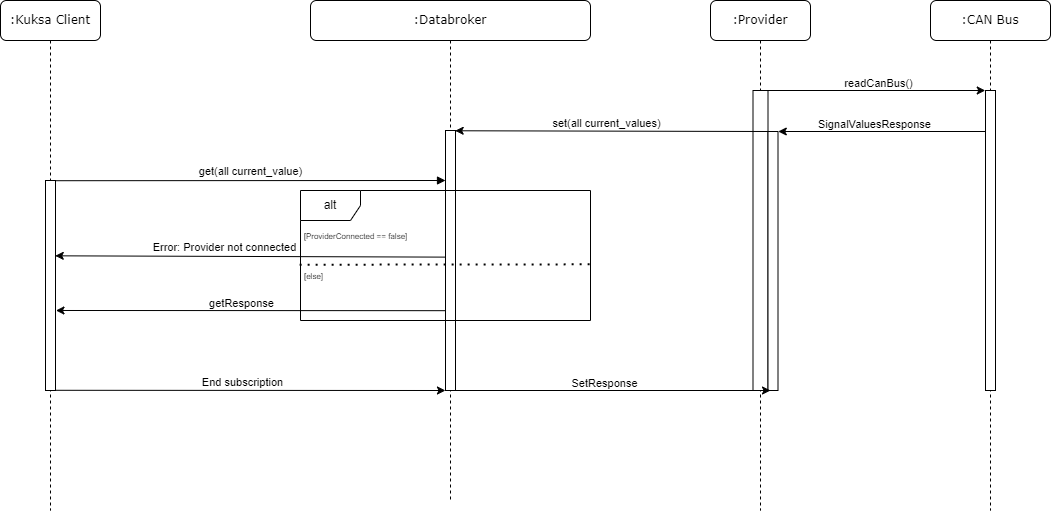 :Kuksa Client
:Databroker
:Provider
:CAN Bus
readCanBus()
set(all current_values)
SignalValuesResponse
get(all current_value)
alt
[ProviderConnected == false]
Error: Provider not connected
[else]
getResponse
End subscription
SetResponse